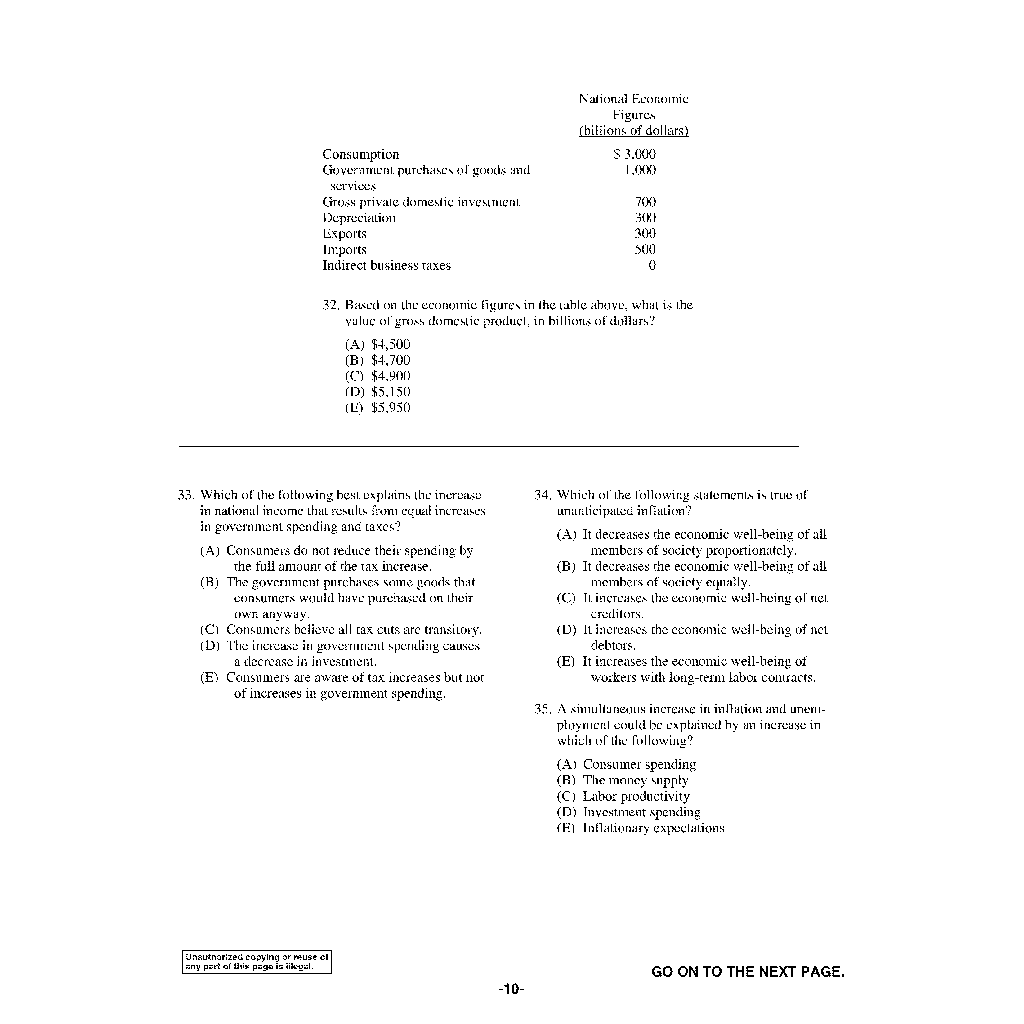 National Economic
Figures
(billions of dollars)
Consumption $ 3,000
Government purchases of goods and 1,000
services
Gross private domestic investment 700
Depreciation 300
Exports 300
Imports 500
Indirect business taxes 0
32. Based on the economic figures in the table above, what is the
value of gross domestic product, in billions of dollars?
(A) $4,500
(B) $4,700
(C) $4,900
(D) $5,150
(E) $5,950
33. Which of the following best explains the increase
in national income that results from equal increases
in government spending and taxes?
(A) Consumers do not reduce their spending by
the full amount of the tax increase.
(B) The government purchases some goods that
consumers would have purchased on their
own anyway.
(C) Consumers believe all tax cuts are transitory.
(D) The increase in government spending causes
a decrease in investment.
(E) Consumers are aware of tax increases but not
of increases in government spending.
34. Which of the following statements is true of
unanticipated inflation?
(A) It decreases the economic well-being of all
members of society proportionately.
(B) It decreases the economic well-being of all
members of society equally.
(C) It increases the economic well-being of net
creditors.
(D) It increases the economic well-being of net
debtors.
(E) It increases the economic well-being of
workers with long-term labor contracts.
35. A simultaneous increase in inflation and unem-
ployment could be explained by an increase in
which of the following?
(A) Consumer spending
(B) The money supply
(C) Labor productivity
(D) Investment spending
(E) Inflationary expectations
Unauthorized copying or reuse of
any part of this page is illegal.
GO ON TO THE NEXT PAGE.
-10-